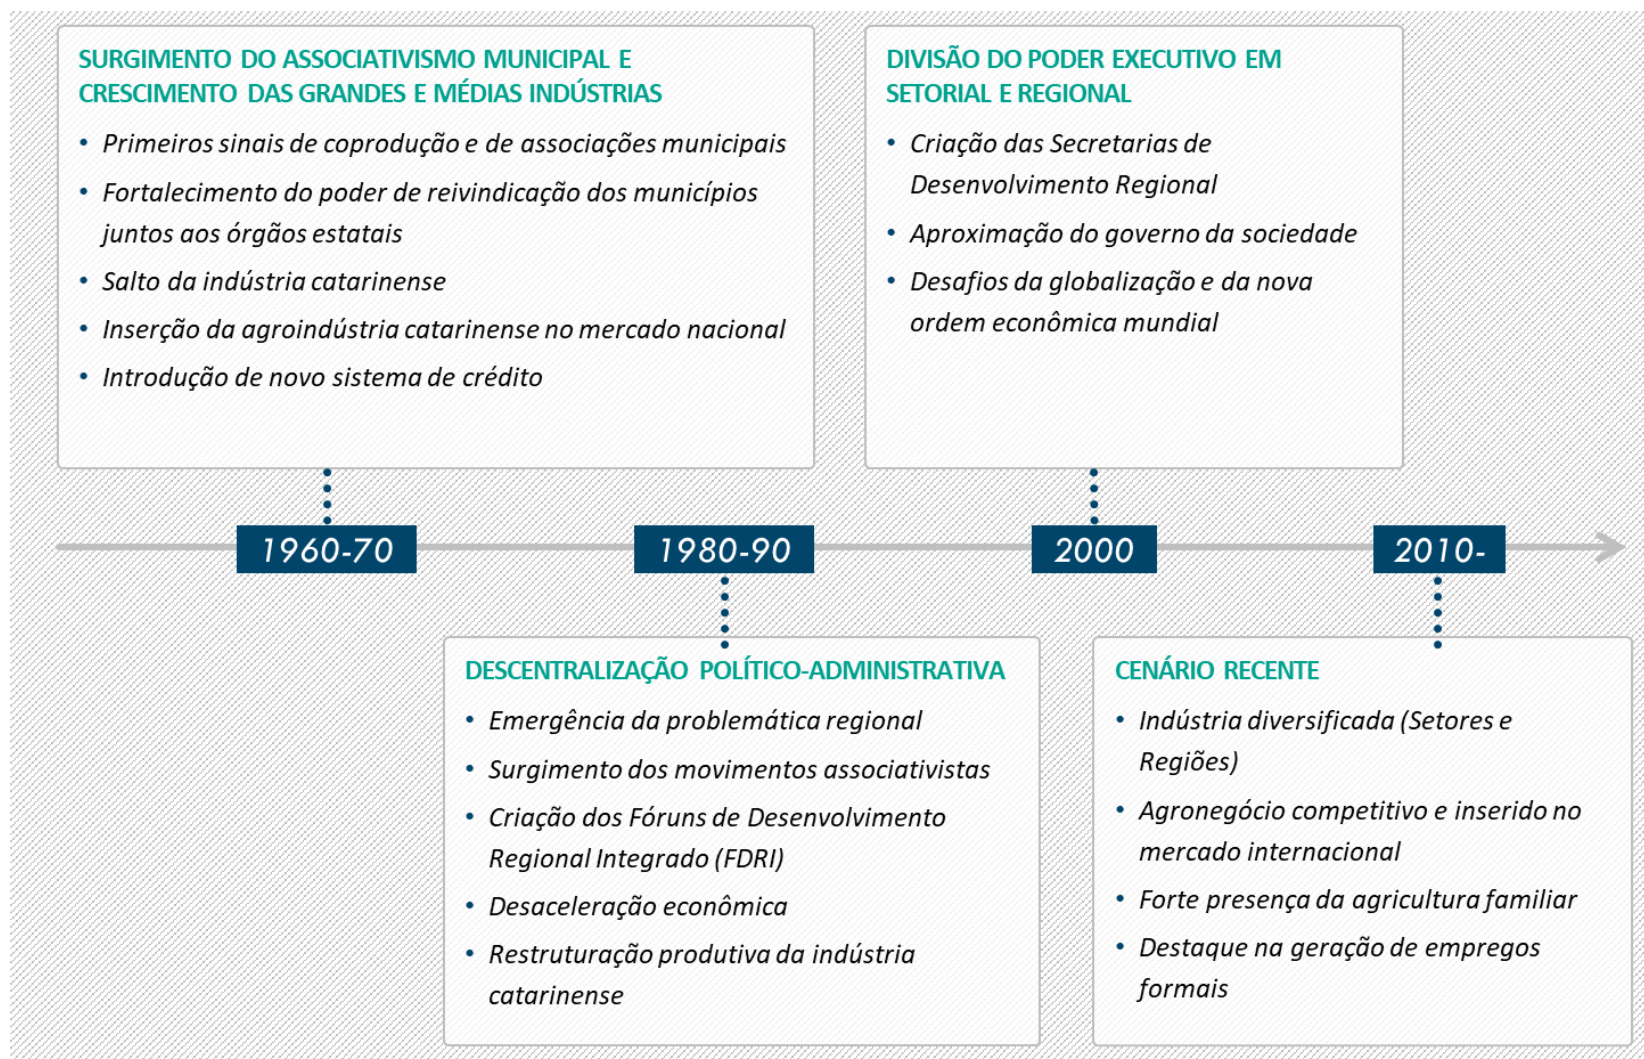 SURGIMENTO DO ASSOCIATIVISMO MUNICIPAL E
CRESCIMENTO DAS GRANDES E MÉDIAS INDÚSTRIAS
• Primeiros sinais de coprodução e de associações municipais
• Fortalecimento do poder de reivindicação dos municípios
juntos aos órgãos estatais
• Salto da indústria catarinense
• Inserção da agroindústria catarinense no mercado nacional
• Introdução de novo sistema de crédito
DIVISÃO DO PODER EXECUTIVO EM
SETORIAL E REGIONAL
• Criação das Secretarias de
Desenvolvimento Regional
• Aproximação do governo da sociedade
• Desafios da globalização e da nova
ordem econômica mundial
1960-70
1980-90
2000
2010-
DESCENTRALIZAÇÃO POLÍTICO-ADMINISTRATIVA
• Emergência da problemática regional
• Surgimento dos movimentos associativistas
• Criação dos Fóruns de Desenvolvimento
Regional Integrado (FDRI)
• Desaceleração econômica
• Restruturação produtiva da indústria
catarinense
CENÁRIO RECENTE
• Indústria diversificada (Setores e
Regiões)
• Agronegócio competitivo e inserido no
mercado internacional
• Forte presença da agricultura familiar
• Destaque na geração de empregos
formais